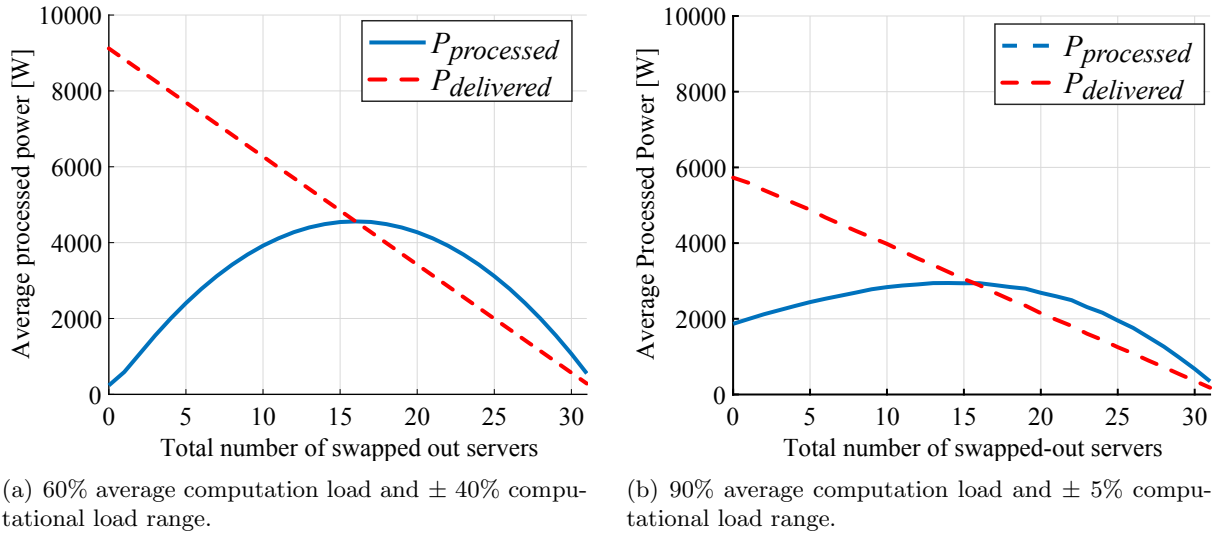 10000
8000
6000
4000
2000
0
0 5 10 15 20 25 30
Average processed power [W]
Total number of swapped out servers
P_processed
P_delivered
(a) 60% average computation load and ± 40% compu-
tational load range.
10000
8000
6000
4000
2000
0
0 5 10 15 20 25 30
Average Processed Power [W]
Total number of swapped-out servers
P_processed
P_delivered
(b) 90% average computation load and ± 5% compu-
tational load range.